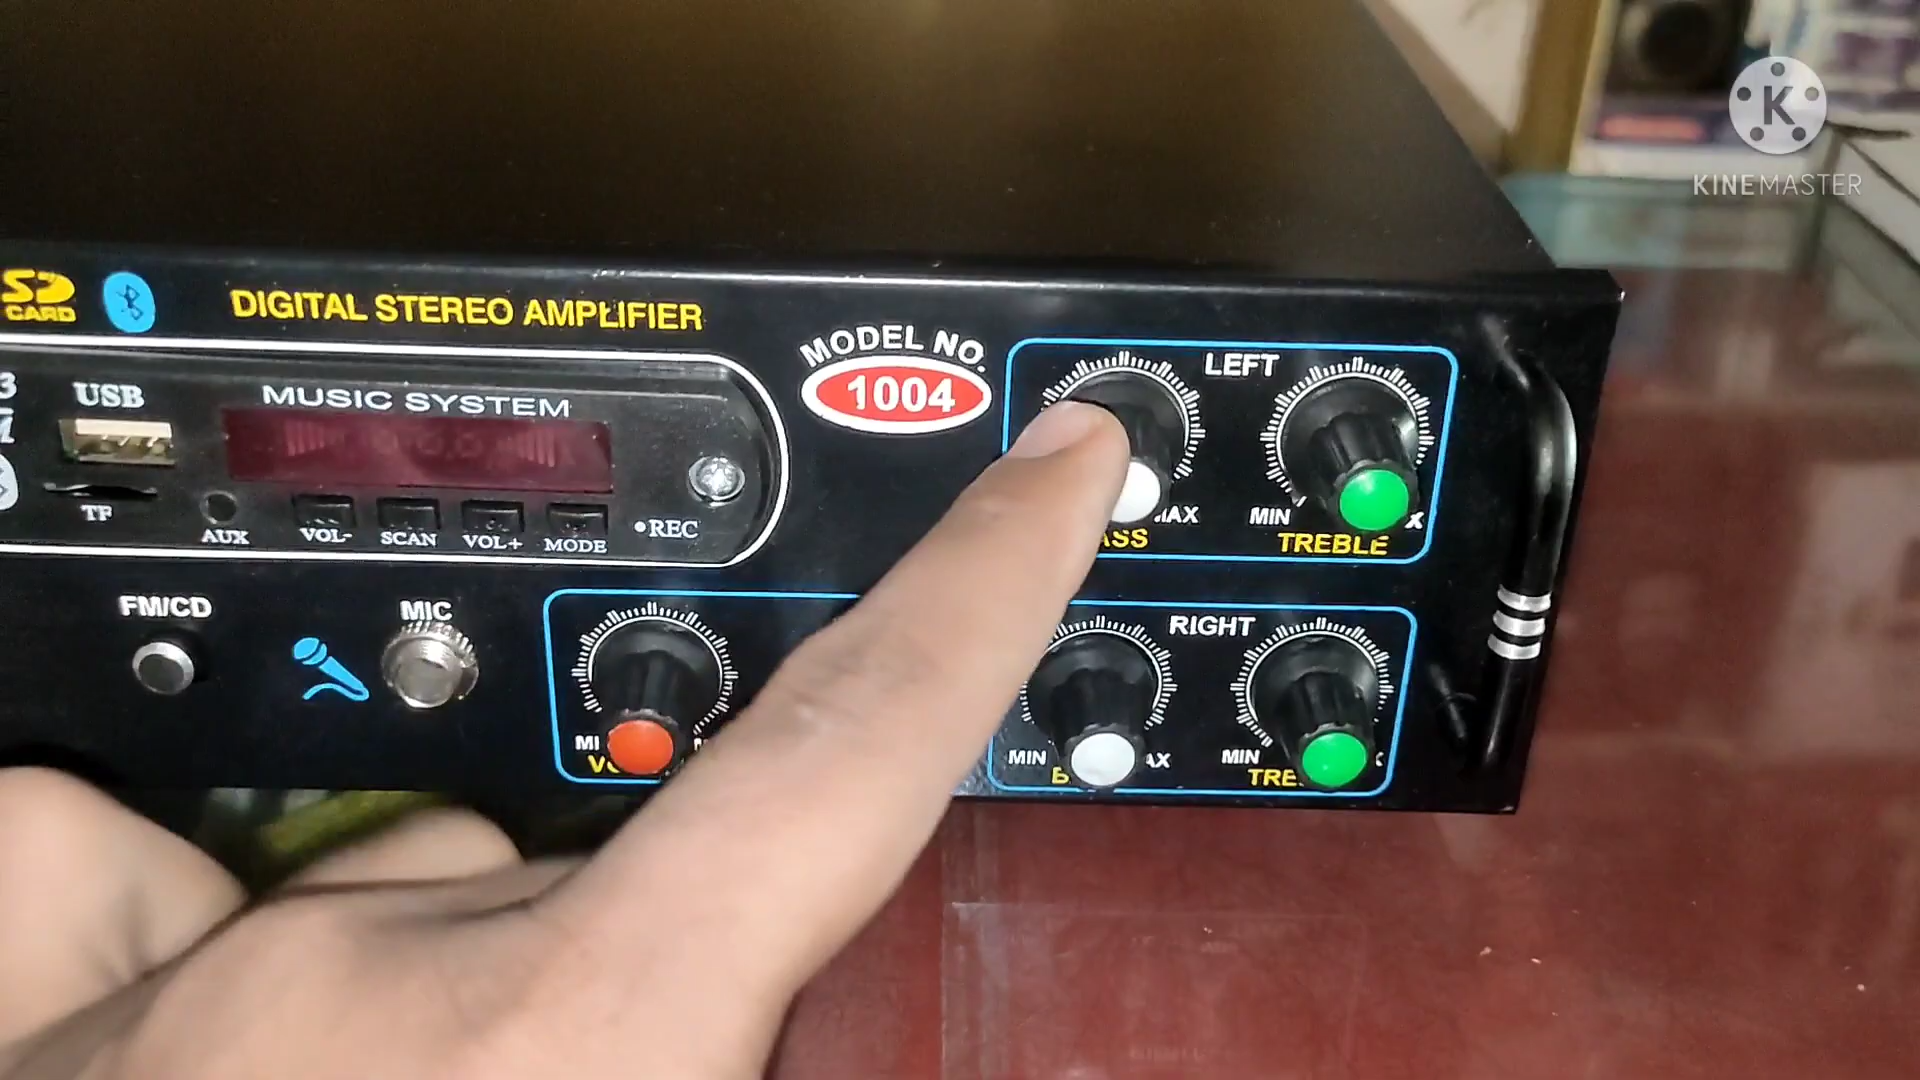 K
KINEMASTER
SD
CARD
DIGITAL STEREO AMPLIFIER
MODEL NO.
1004
USB
MUSIC SYSTEM
TF
AUX
VOL-
SCAN
VOL+
MODE
•REC
LEFT
MIN
TREBLE
FM/CD
MIC
RIGHT
MIN
MIN